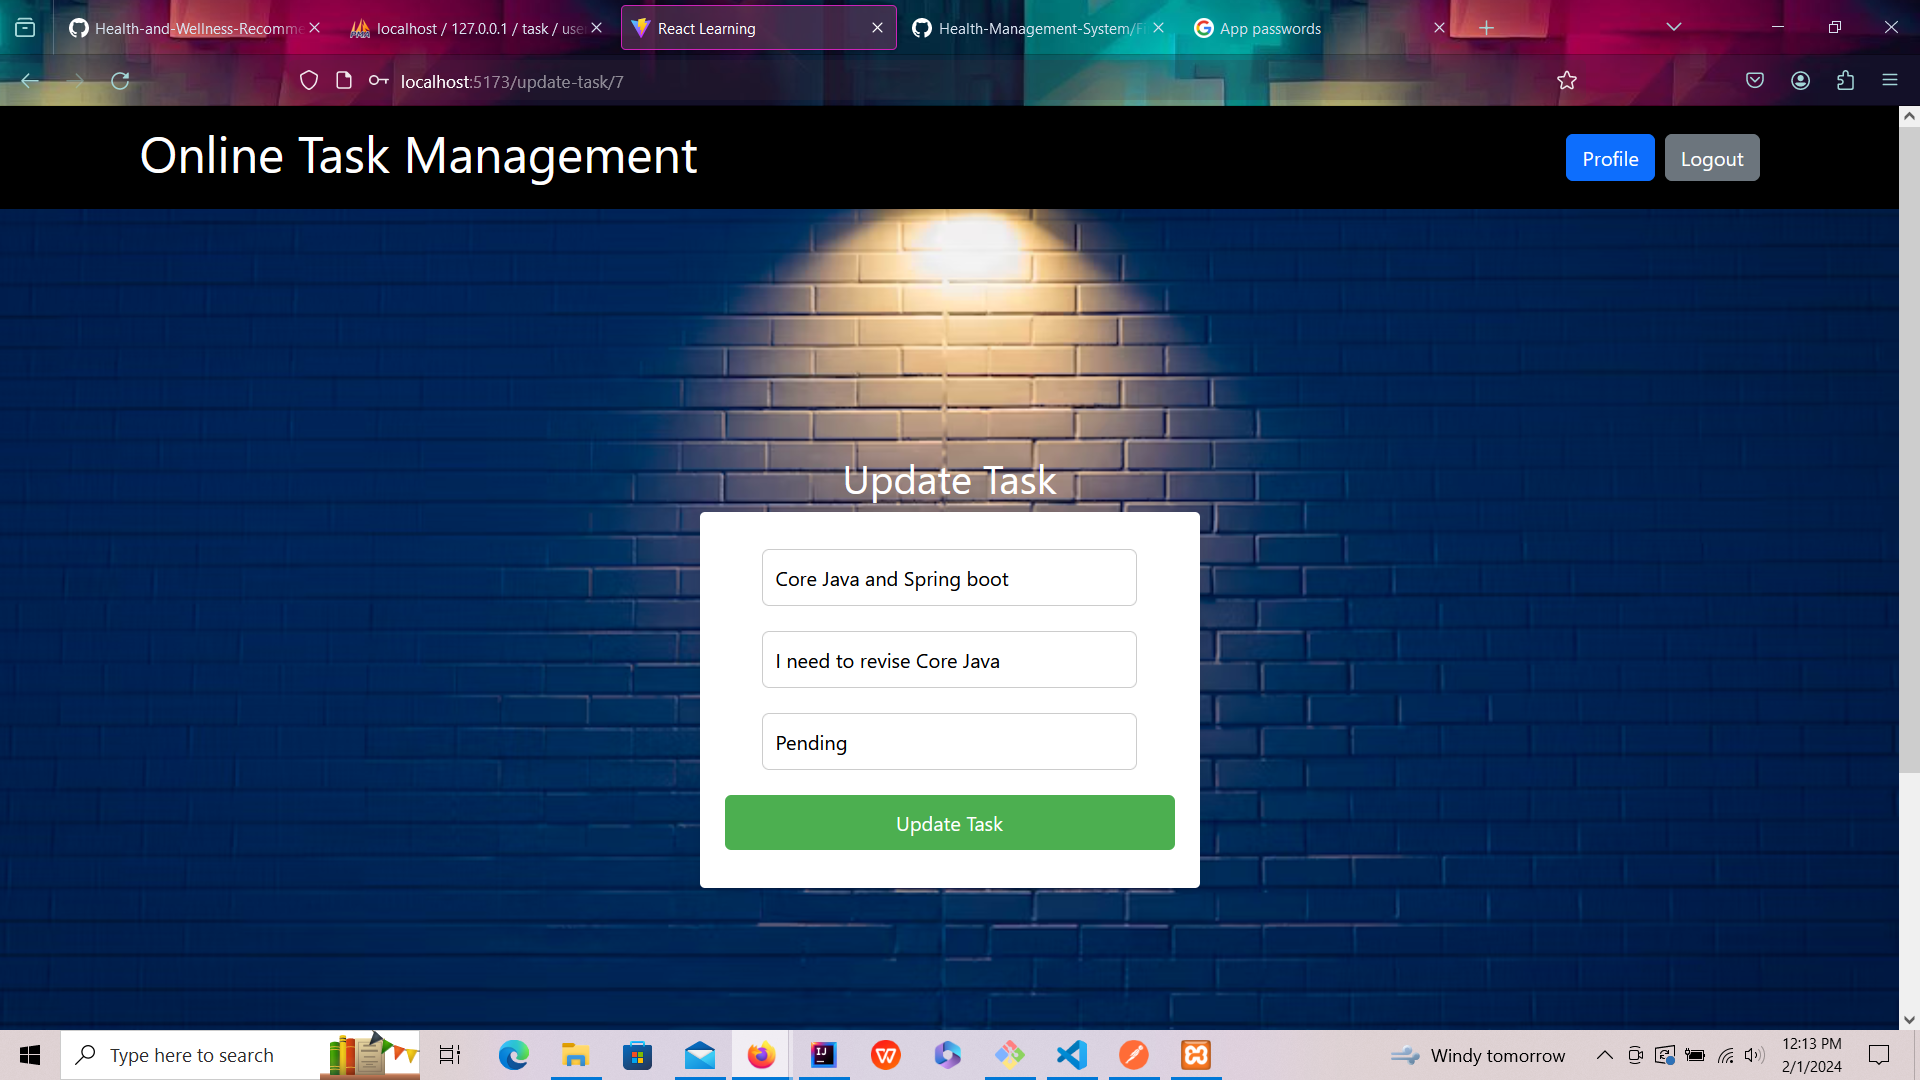 Health-and-Wellness-Recomme
localhost / 127.0.0.1 / task / use
React Learning
Health-Management-System/F
App passwords
localhost:5173/update-task/7
Online Task Management
Profile
Logout
Update Task
Core Java and Spring boot
I need to revise Core Java
Pending
Update Task
Type here to search
Windy tomorrow
12:13 PM
2/1/2024